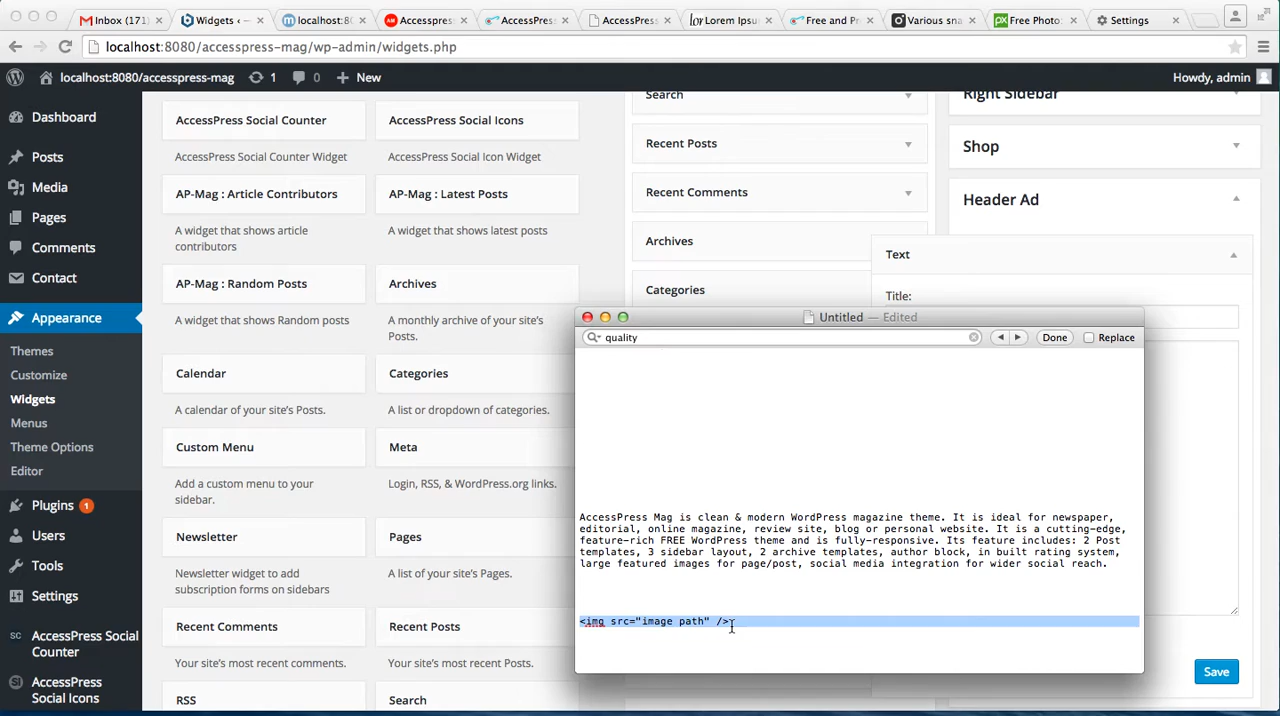 Inbox (171)
Widgets ‹
localhost:8080/
Accesspress
AccessPress
AccessPress
Lorem Ipsu
Free and Pr
Various sna
Free Photo
Settings
localhost:8080/accesspress-mag/wp-admin/widgets.php
localhost:8080/accesspress-mag
1
0
New
Howdy, admin
Dashboard
Posts
Media
Pages
Comments
Contact
Appearance
Themes
Customize
Widgets
Menus
Theme Options
Editor
Plugins 1
Users
Tools
Settings
AccessPress Social
Counter
AccessPress
Social Icons
AccessPress Social Counter
AccessPress Social Counter Widget
AP-Mag : Article Contributors
A widget that shows article
contributors
AP-Mag : Random Posts
A widget that shows Random posts
Calendar
A calendar of your site's Posts.
Custom Menu
Add a custom menu to your
sidebar.
Newsletter
Newsletter widget to add
subscription forms on sidebars
Recent Comments
Your site's most recent comments.
RSS
AccessPress Social Icons
AccessPress Social Icon Widget
AP-Mag : Latest Posts
A widget that shows latest posts
Archives
A monthly archive of your site's
Posts.
Categories
A list or dropdown of categories.
Meta
Login, RSS, & WordPress.org links.
Pages
A list of your site's Pages.
Recent Posts
Your site's most recent Posts.
Search
Search
Recent Posts
Recent Comments
Archives
Categories
Right Sidebar
Shop
Header Ad
Text
Title:
Save
Untitled — Edited
quality
Done
Replace
AccessPress Mag is clean & modern WordPress magazine theme. It is ideal for newspaper,
editorial, online magazine, review site, blog or personal website. It is a cutting-edge,
feature-rich FREE WordPress theme and is fully-responsive. Its feature includes: 2 Post
templates, 3 sidebar layout, 2 archive templates, author block, in built rating system,
large featured images for page/post, social media integration for wider social reach.
<img src="image path" />